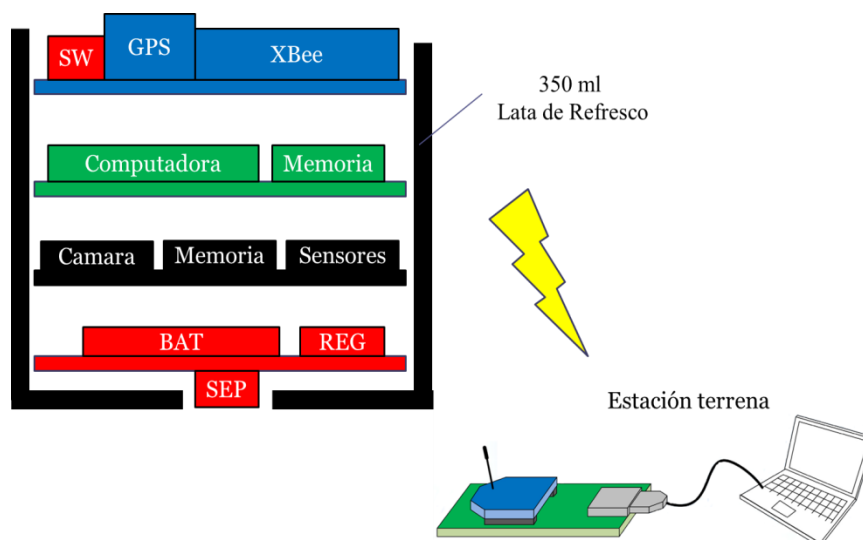 SW
GPS
XBee
350 ml
Lata de Refresco
Computadora
Memoria
Camara
Memoria
Sensores
BAT
REG
SEP
Estación terrena